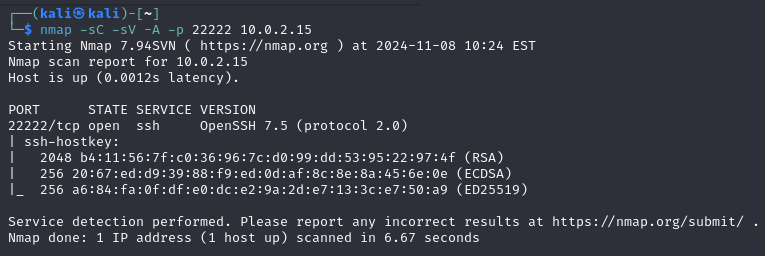 ┌──(kali㉿kali)-[~]
└─$ nmap -sC -sV -A -p 22222 10.0.2.15
Starting Nmap 7.94SVN ( https://nmap.org ) at 2024-11-08 10:24 EST
Nmap scan report for 10.0.2.15
Host is up (0.0012s latency).

PORT      STATE SERVICE VERSION
22222/tcp open  ssh     OpenSSH 7.5 (protocol 2.0)
| ssh-hostkey:
|   2048 b4:11:56:7f:c0:36:96:7c:d0:99:dd:53:95:22:97:4f (RSA)
|   256 20:67:ed:d9:39:88:f9:ed:0d:af:8c:8e:8a:45:6e:0e (ECDSA)
|_  256 a6:84:fa:0f:df:e0:dc:e2:9a:2d:e7:13:3c:e7:50:a9 (ED25519)

Service detection performed. Please report any incorrect results at https://nmap.org/submit/ .
Nmap done: 1 IP address (1 host up) scanned in 6.67 seconds